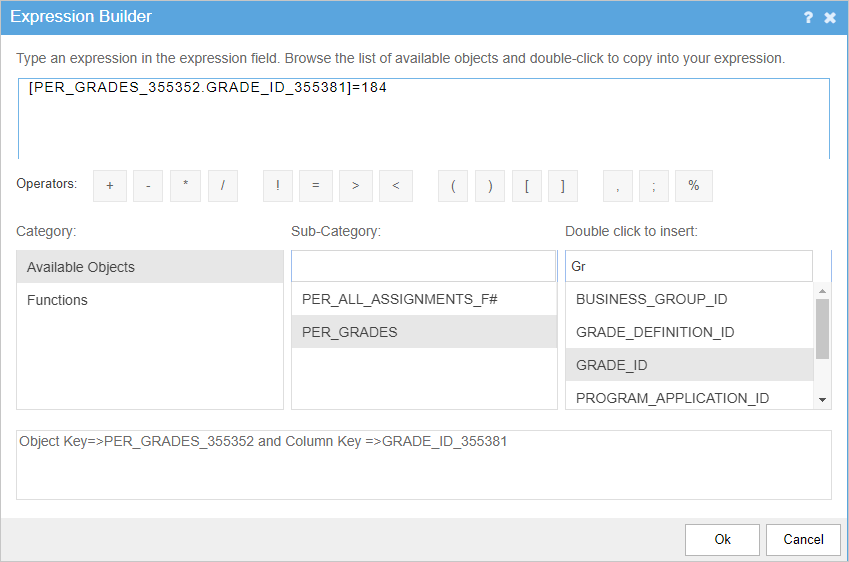 Expression Builder ? ✖
Type an expression in the expression field. Browse the list of available objects and double-click to copy into your expression.
[PER_GRADES_355352.GRADE_ID_355381]=184
Operators: + - * / ! = > < ( ) [ ] , ; %
Category: Sub-Category: Double click to insert:
Available Objects Gr
Functions PER_ALL_ASSIGNMENTS_F# BUSINESS_GROUP_ID
PER_GRADES GRADE_DEFINITION_ID
GRADE_ID
PROGRAM_APPLICATION_ID
Object Key=>PER_GRADES_355352 and Column Key =>GRADE_ID_355381
Ok Cancel